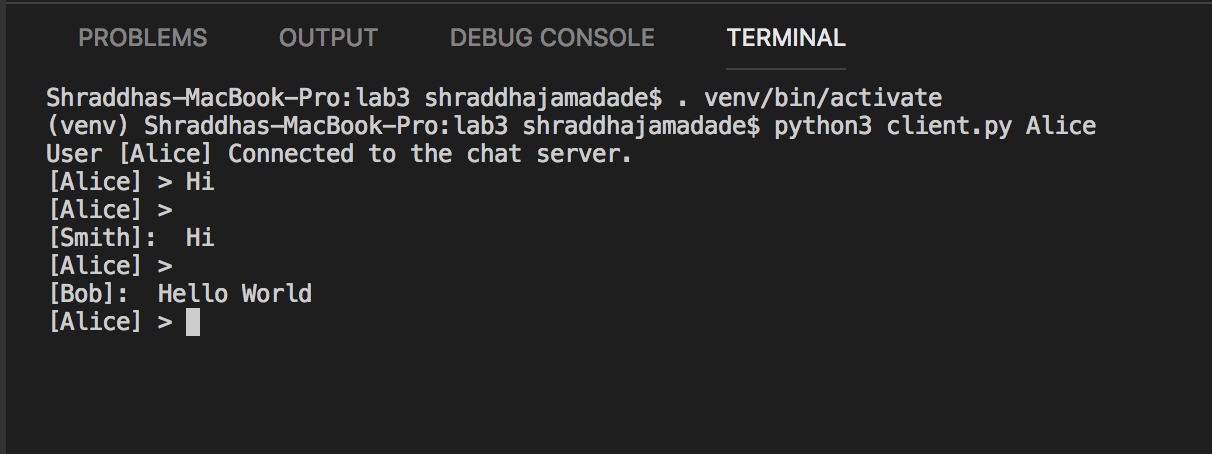 PROBLEMS OUTPUT DEBUG CONSOLE TERMINAL
Shraddhas-MacBook-Pro:lab3 shraddhajamadade$ . venv/bin/activate
(venv) Shraddhas-MacBook-Pro:lab3 shraddhajamadade$ python3 client.py Alice
User [Alice] Connected to the chat server.
[Alice] > Hi
[Alice] >
[Smith]:  Hi
[Alice] >
[Bob]:  Hello World
[Alice] >